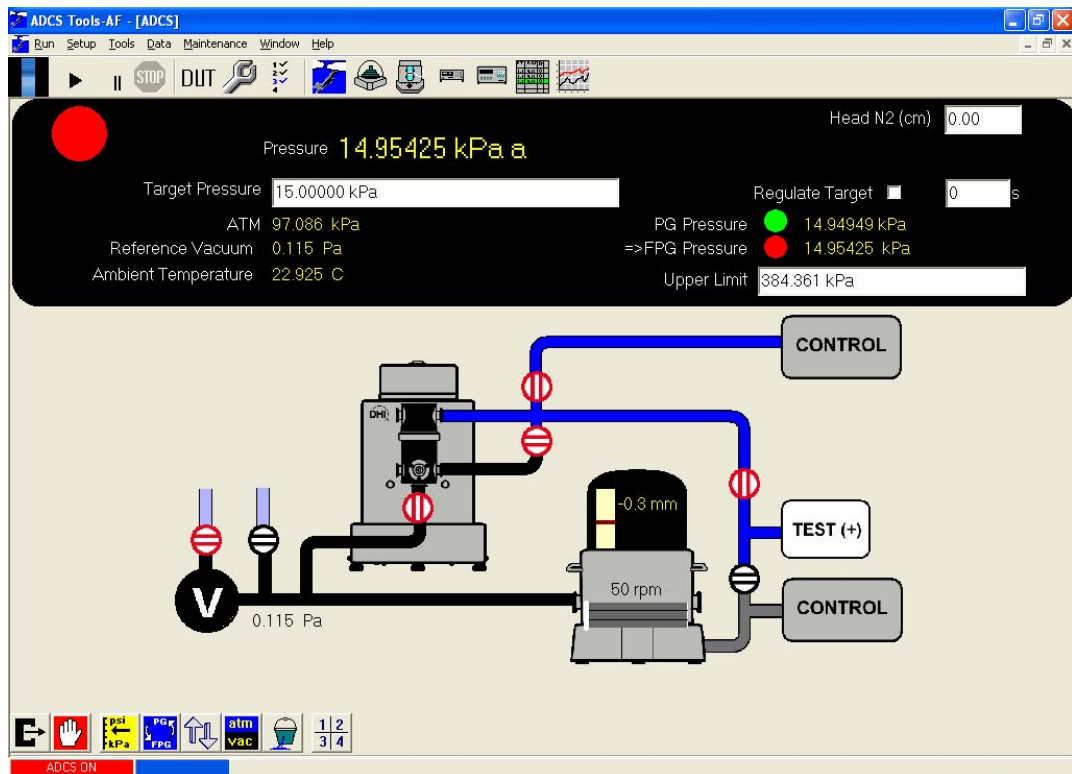 ADCS Tools-AF - [ADCS]
Run Setup Tools Data Maintenance Window Help
STOP DUT 1 2 3 4
Head N2 (cm) 0.00
Pressure 14.95425 kPa a
Target Pressure 15.00000 kPa
Regulate Target 0 s
ATM 97.086 kPa
PG Pressure 14.94949 kPa
Reference Vacuum 0.115 Pa
=>FPG Pressure 14.95425 kPa
Ambient Temperature 22.925 C
Upper Limit 384.361 kPa
CONTROL
DHI
-0.3 mm
TEST (+)
50 rpm
CONTROL
V
0.115 Pa
psi
kPa
PG
FPG
atm
vac
1 2
3 4
ADCS ON